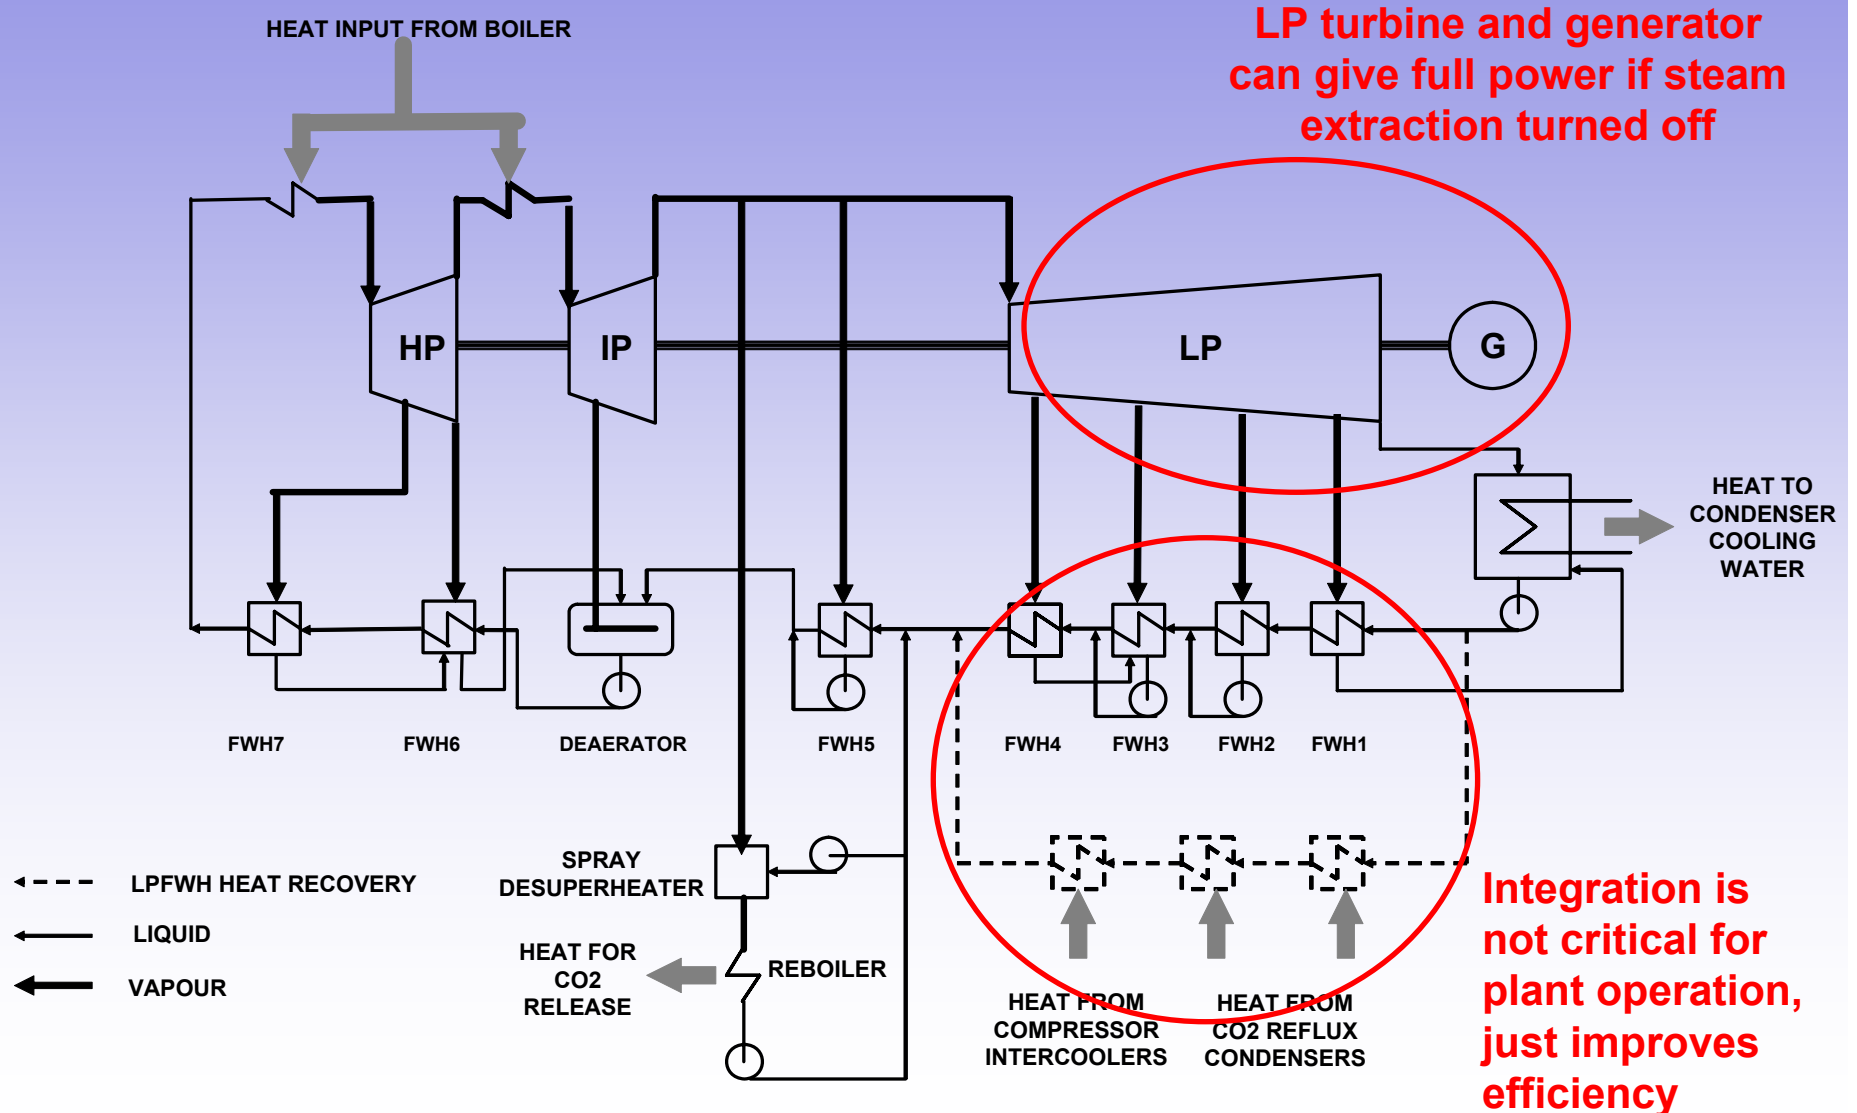 HEAT INPUT FROM BOILER
LP turbine and generator
can give full power if steam
extraction turned off
HP
IP
LP
G
HEAT TO
CONDENSER
COOLING
WATER
FWH7
FWH6
DEAERATOR
FWH5
FWH4
FWH3
FWH2
FWH1
SPRAY
DESUPERHEATER
LPFWH HEAT RECOVERY
LIQUID
VAPOUR
HEAT FOR
CO2
RELEASE
REBOILER
HEAT FROM
COMPRESSOR
INTERCOOLERS
HEAT FROM
CO2 REFLUX
CONDENSERS
Integration is
not critical for
plant operation,
just improves
efficiency